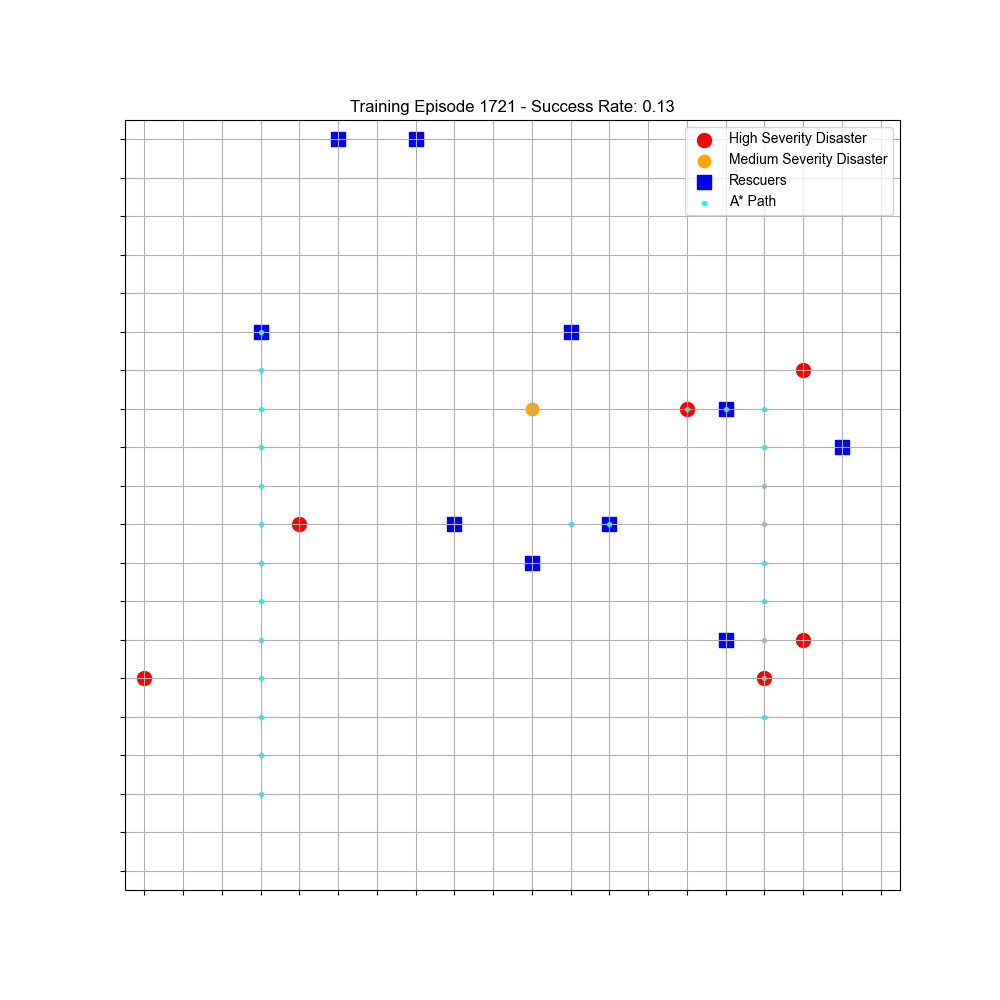 Training Episode 1721 - Success Rate: 0.13
High Severity Disaster
Medium Severity Disaster
Rescuers
A* Path